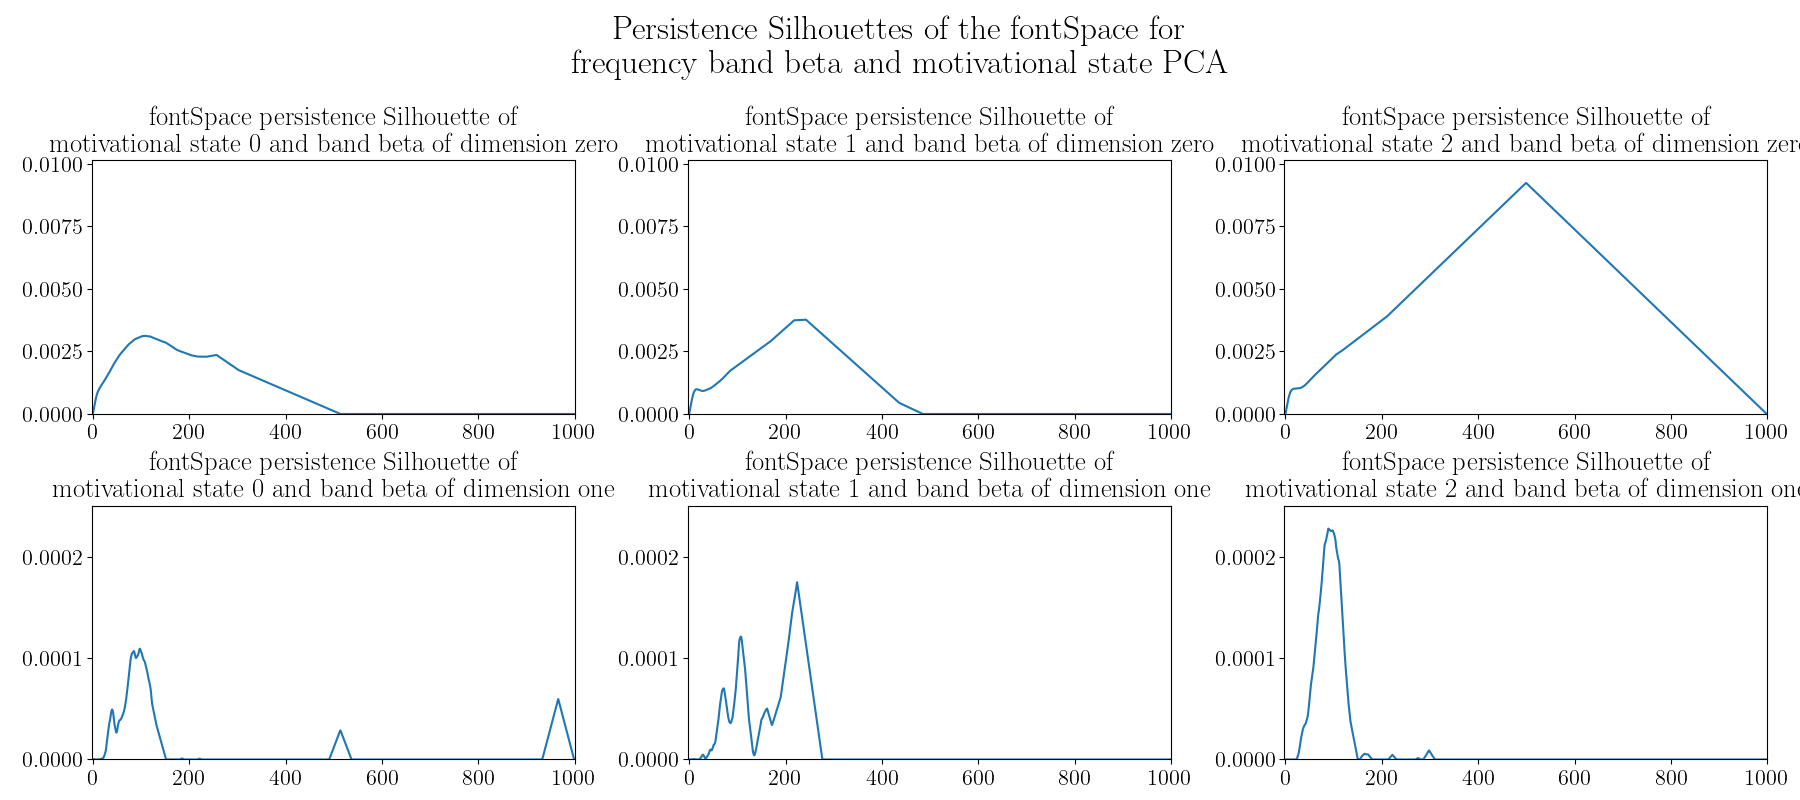 Persistence Silhouettes of the fontSpace for
frequency band beta and motivational state PCA
fontSpace persistence Silhouette of
motivational state 0 and band beta of dimension zero
0.0100
0.0075
0.0050
0.0025
0.0000
0 200 400 600 800 1000
fontSpace persistence Silhouette of
motivational state 1 and band beta of dimension zero
0.0100
0.0075
0.0050
0.0025
0.0000
0 200 400 600 800 1000
fontSpace persistence Silhouette of
motivational state 2 and band beta of dimension zero
0.0100
0.0075
0.0050
0.0025
0.0000
0 200 400 600 800 1000
fontSpace persistence Silhouette of
motivational state 0 and band beta of dimension one
0.0002
0.0001
0.0000
0 200 400 600 800 1000
fontSpace persistence Silhouette of
motivational state 1 and band beta of dimension one
0.0002
0.0001
0.0000
0 200 400 600 800 1000
fontSpace persistence Silhouette of
motivational state 2 and band beta of dimension one
0.0002
0.0001
0.0000
0 200 400 600 800 1000